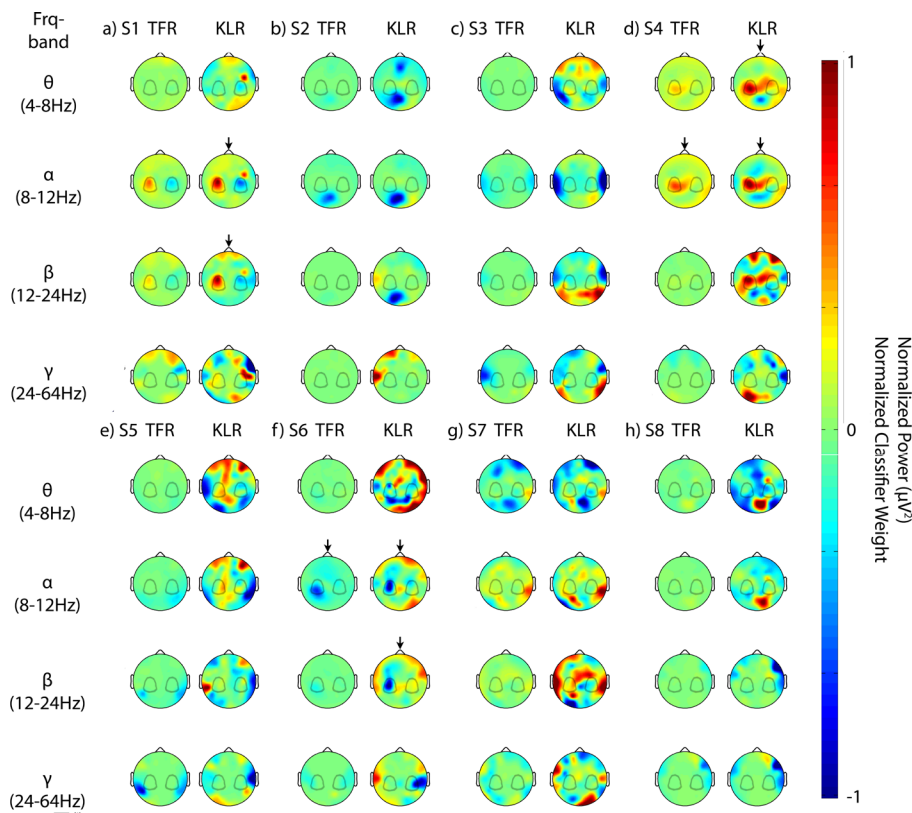 Frq-
band
a) S1 TFR KLR b) S2 TFR KLR c) S3 TFR KLR d) S4 TFR KLR
θ
(4-8Hz)
α
(8-12Hz)
β
(12-24Hz)
γ
(24-64Hz)
e) S5 TFR KLR f) S6 TFR KLR g) S7 TFR KLR h) S8 TFR KLR
θ
(4-8Hz)
α
(8-12Hz)
β
(12-24Hz)
γ
(24-64Hz)
1
0
-1
Normalized Power (µV²)
Normalized Classifier Weight